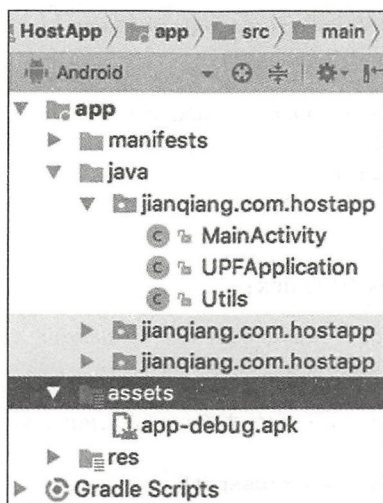 HostApp app src main
Android
app
manifests
java
jianqiang.com.hostapp
MainActivity
UPFApplication
Utils
jianqiang.com.hostapp
jianqiang.com.hostapp
assets
app-debug.apk
res
Gradle Scripts